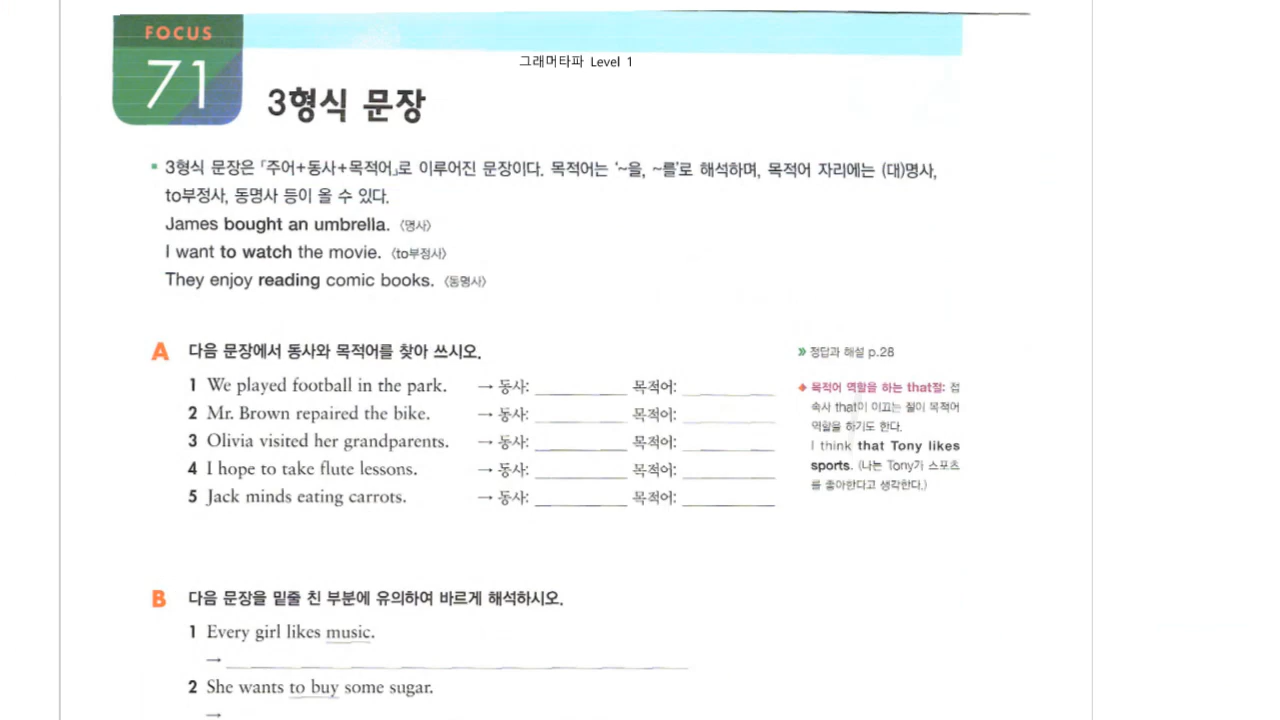 FOCUS
71
그래머타파 Level 1
3형식 문장
3형식 문장은 「주어+동사+목적어」로 이루어진 문장이다. 목적어는 '~을, ~를'로 해석하며, 목적어 자리에는 (대)명사,
to부정사, 동명사 등이 올 수 있다.
James bought an umbrella. 〈명사〉
I want to watch the movie. 〈to부정사〉
They enjoy reading comic books. 〈동명사〉
A 다음 문장에서 동사와 목적어를 찾아 쓰시오.
1 We played football in the park. → 동사: 목적어:
2 Mr. Brown repaired the bike. → 동사: 목적어:
3 Olivia visited her grandparents. → 동사: 목적어:
4 I hope to take flute lessons. → 동사: 목적어:
5 Jack minds eating carrots. → 동사: 목적어:
» 정답과 해설 p.28
목적어 역할을 하는 that절: 접
속사 that이 이끄는 절이 목적어
역할을 하기도 한다.
I think that Tony likes
sports. (나는 Tony가 스포츠
를 좋아한다고 생각한다.)
B 다음 문장을 밑줄 친 부분에 유의하여 바르게 해석하시오.
1 Every girl likes music.
→
2 She wants to buy some sugar.
→